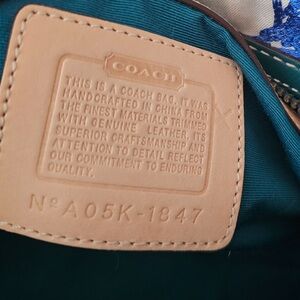 COACH
THIS IS A COACH BAG. IT WAS
HANDCRAFTED IN CHINA FROM
THE FINEST MATERIALS TRIMMED
WITH GENUINE LEATHER, ITS
SUPERIOR CRAFTSMANSHIP AND
ATTENTION TO DETAIL REFLECT
OUR COMMITMENT TO ENDURING
QUALITY.
Nº A05K-1847